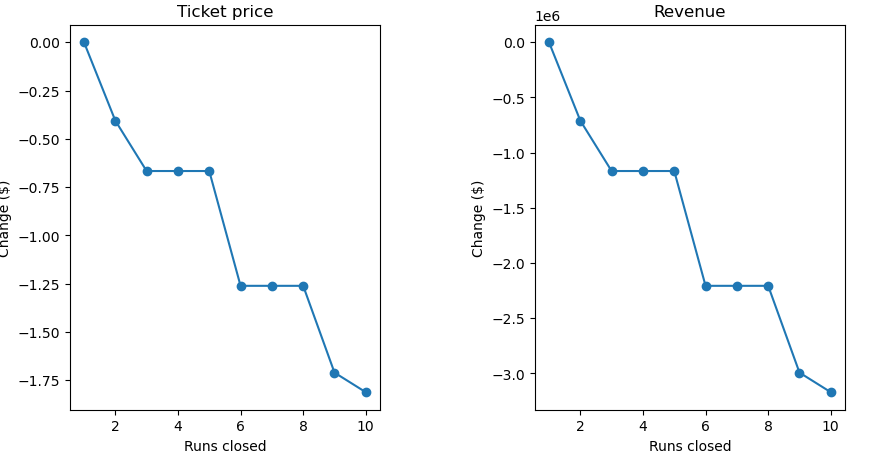 Ticket price
0.00
−0.25
−0.50
−0.75
−1.00
−1.25
−1.50
−1.75
Change ($)
2 4 6 8 10
Runs closed
Revenue
1e6
0.0
−0.5
−1.0
−1.5
−2.0
−2.5
−3.0
Change ($)
2 4 6 8 10
Runs closed